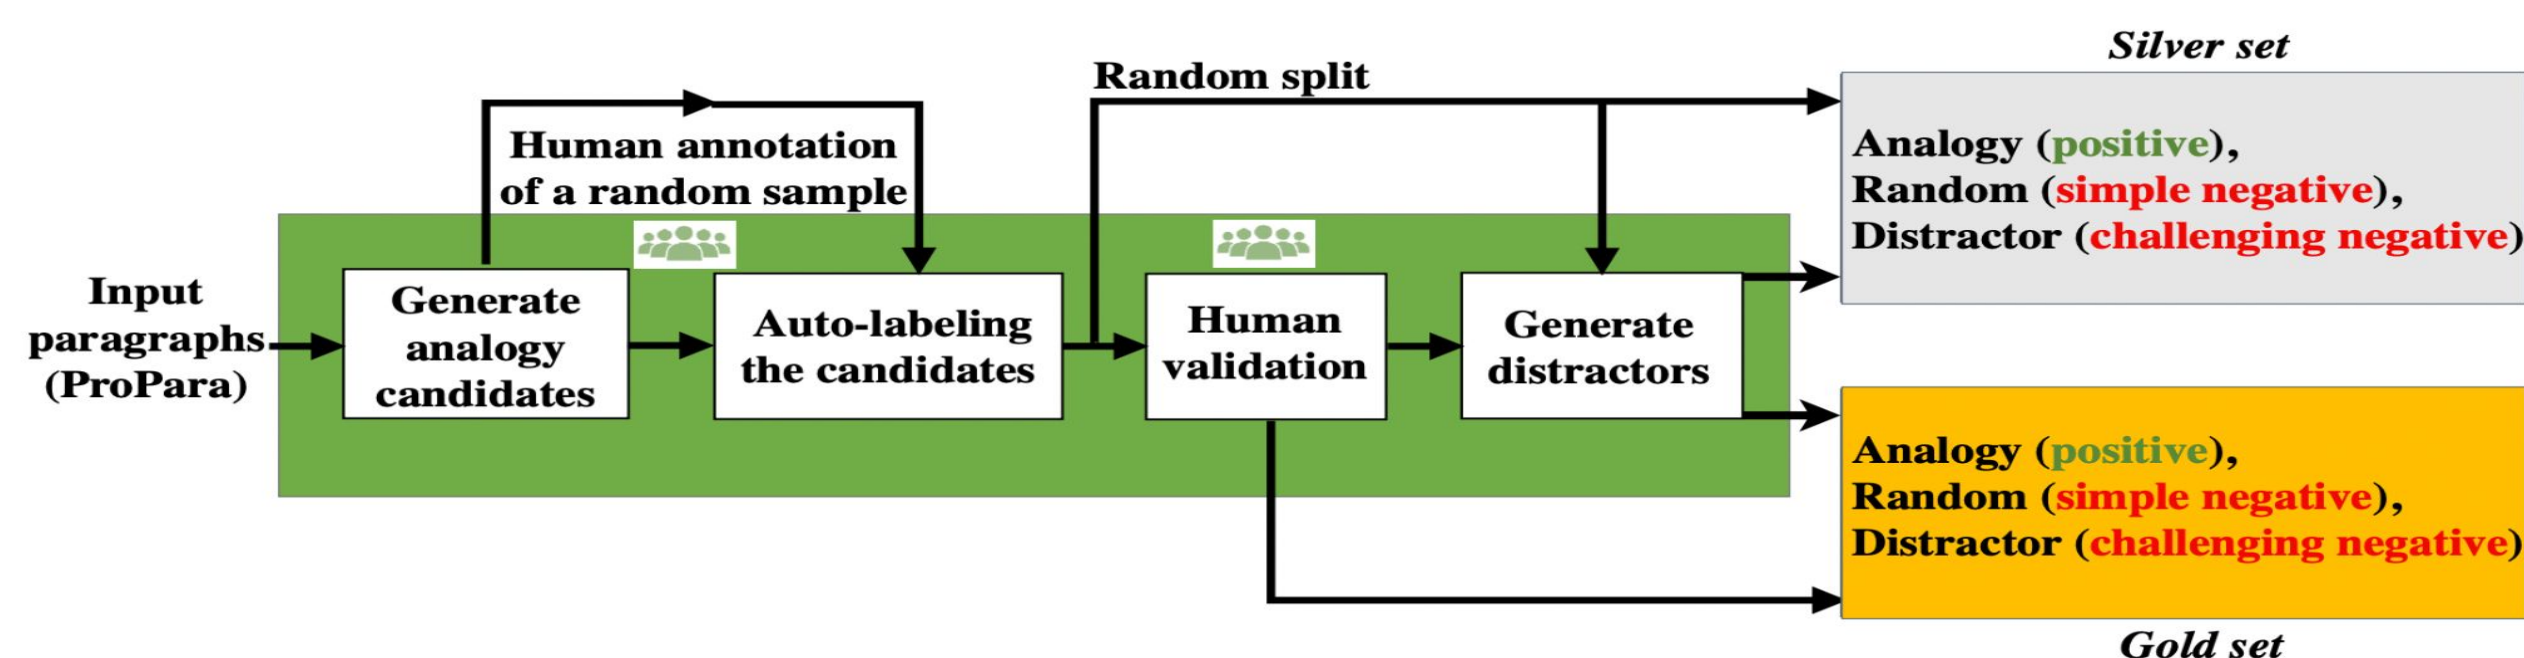 Silver set
Random split
Human annotation
of a random sample
Input
paragraphs
(ProPara)
Generate
analogy
candidates
Auto-labeling
the candidates
Human
validation
Generate
distractors
Analogy (positive),
Random (simple negative),
Distractor (challenging negative)
Analogy (positive),
Random (simple negative),
Distractor (challenging negative)
Gold set